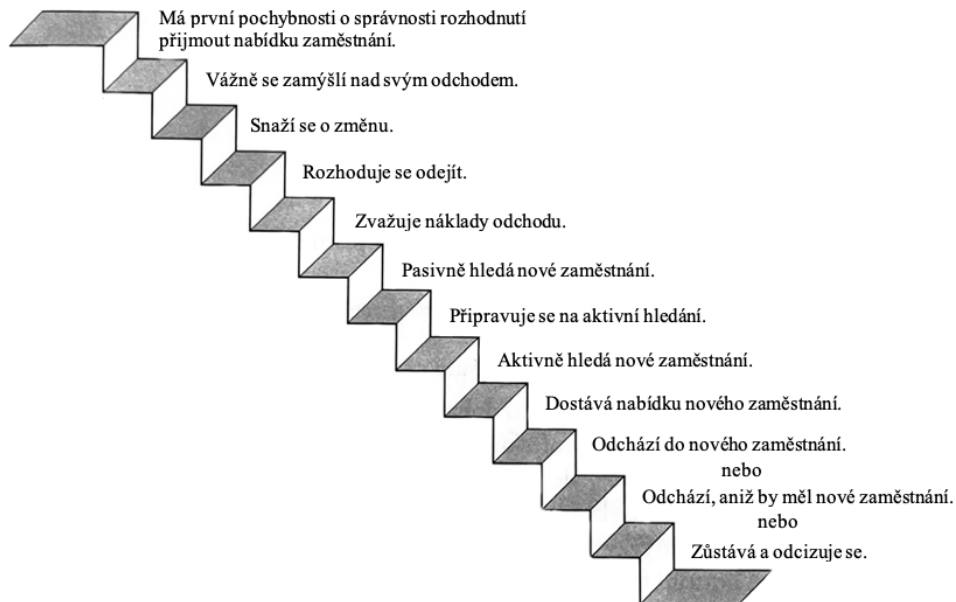 Má první pochybnosti o správnosti rozhodnutí
přijmout nabídku zaměstnání.
Vážně se zamýšlí nad svým odchodem.
Snaží se o změnu.
Rozhoduje se odejít.
Zvažuje náklady odchodu.
Pasivně hledá nové zaměstnání.
Připravuje se na aktivní hledání.
Aktivně hledá nové zaměstnání.
Dostává nabídku nového zaměstnání.
Odchází do nového zaměstnání.
nebo
Odchází, aniž by měl nové zaměstnání.
nebo
Zůstává a odcizuje se.